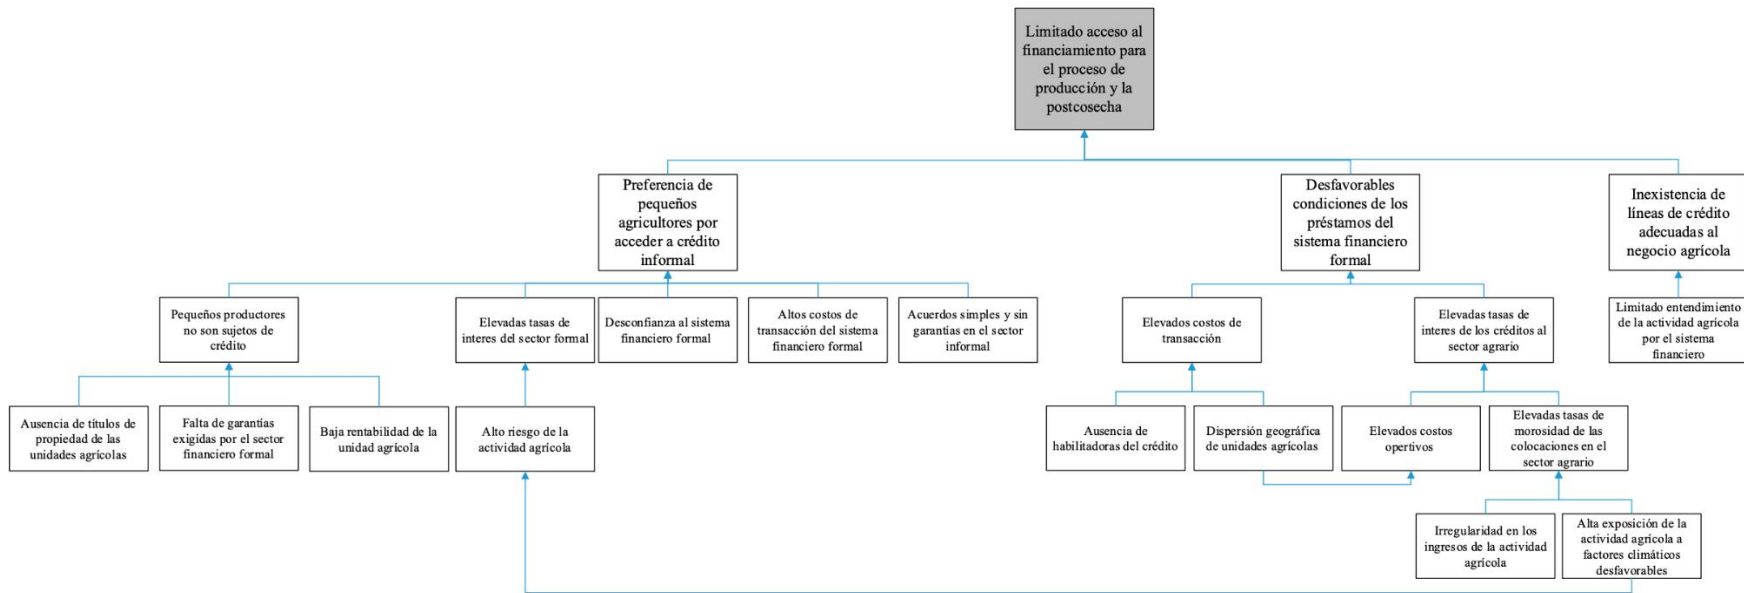 Limitado acceso al
financiamiento para
el proceso de
producción y la
postcosecha
Preferencia de
pequeños
agricultores por
acceder a crédito
informal
Desfavorables
condiciones de los
préstamos del
sistema financiero
formal
Inexistencia de
líneas de crédito
adecuadas al
negocio agrícola
Pequeños productores
no son sujetos de
crédito
Elevadas tasas de
interes del sector formal
Desconfianza al sistema
financiero formal
Altos costos de
transacción del sistema
financiero formal
Acuerdos simples y sin
garantías en el sector
informal
Elevados costos de
transacción
Elevadas tasas de
interes de los créditos al
sector agrario
Limitado entendimiento
de la actividad agrícola
por el sistema
financiero
Ausencia de títulos de
propiedad de las
unidades agrícolas
Falta de garantías
exigidas por el sector
financiero formal
Baja rentabilidad de la
unidad agrícola
Alto riesgo de la
actividad agrícola
Ausencia de
habilitadoras del crédito
Dispersión geográfica
de unidades agrícolas
Elevados costos
opertivos
Elevadas tasas de
morosidad de las
colocaciones en el
sector agrario
Irregularidad en los
ingresos de la actividad
agrícola
Alta exposición de la
actividad agrícola a
factores climáticos
desfavorables